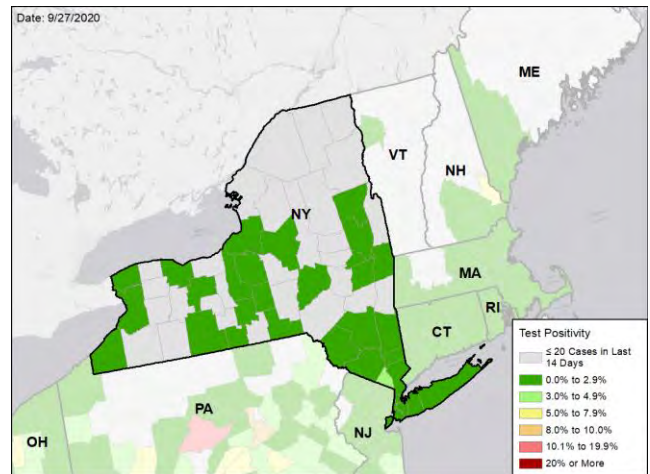 Date: 9/27/2020
ME
VT
NH
NY
MA
CT
RI
PA
NJ
OH
Test Positivity
≤ 20 Cases in Last
14 Days
0.0% to 2.9%
3.0% to 4.9%
5.0% to 7.9%
8.0% to 10.0%
10.1% to 19.9%
20% or More